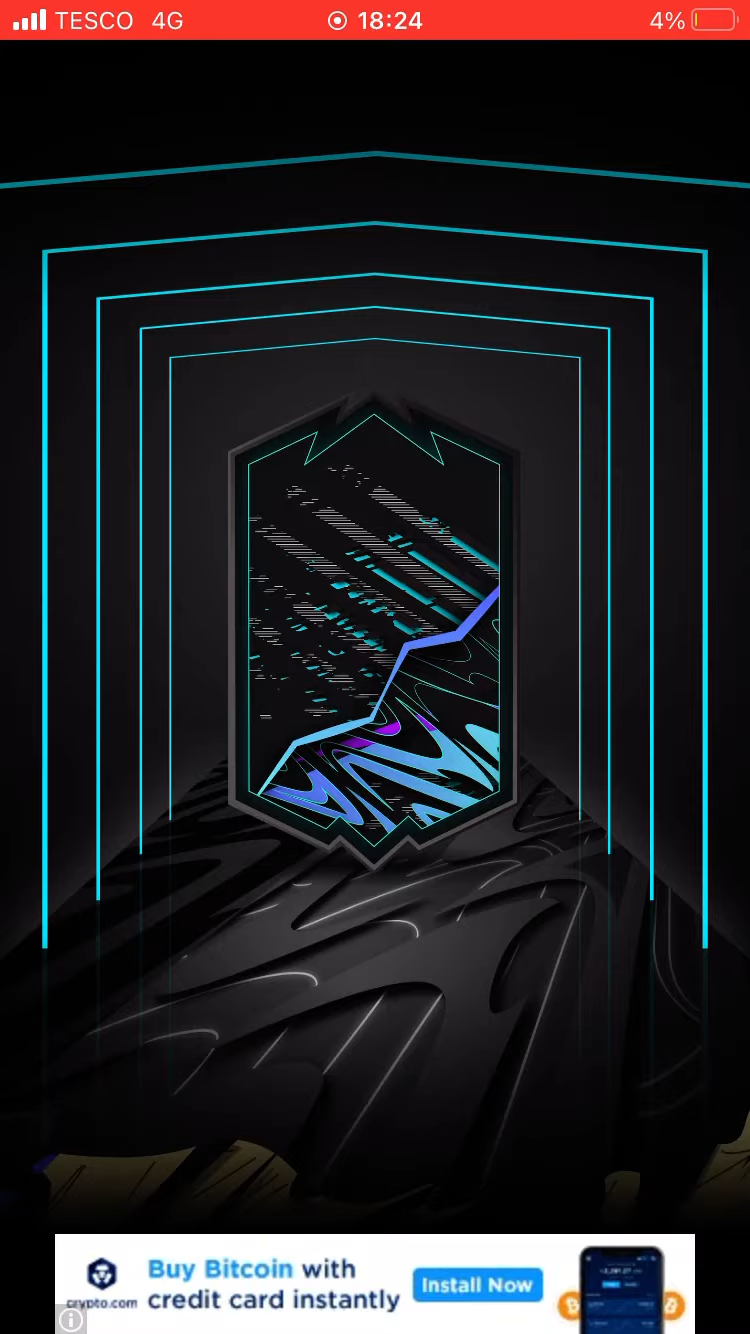 TESCO 4G 18:24 4%
Buy Bitcoin with
credit card instantly
crypto.com
Install Now